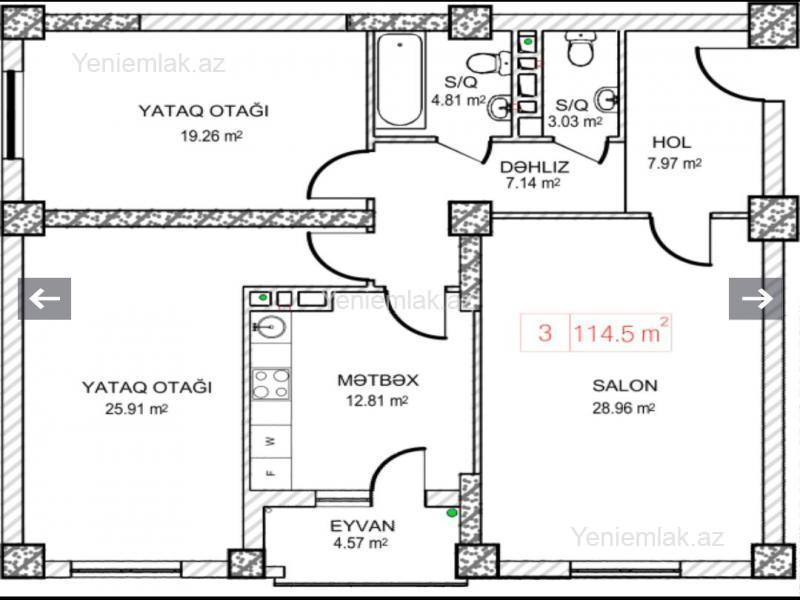 Yeniemlak.az
YATAQ OTAĞI
19.26 m²
S/Q
4.81 m²
S/Q
3.03 m²
HOL
7.97 m²
DƏHLIZ
7.14 m²
Yeniemlak.az
3 114.5 m²
YATAQ OTAĞI
25.91 m²
MƏTBƏX
12.81 m²
SALON
28.96 m²
W
F
EYVAN
4.57 m²
Yeniemlak.az